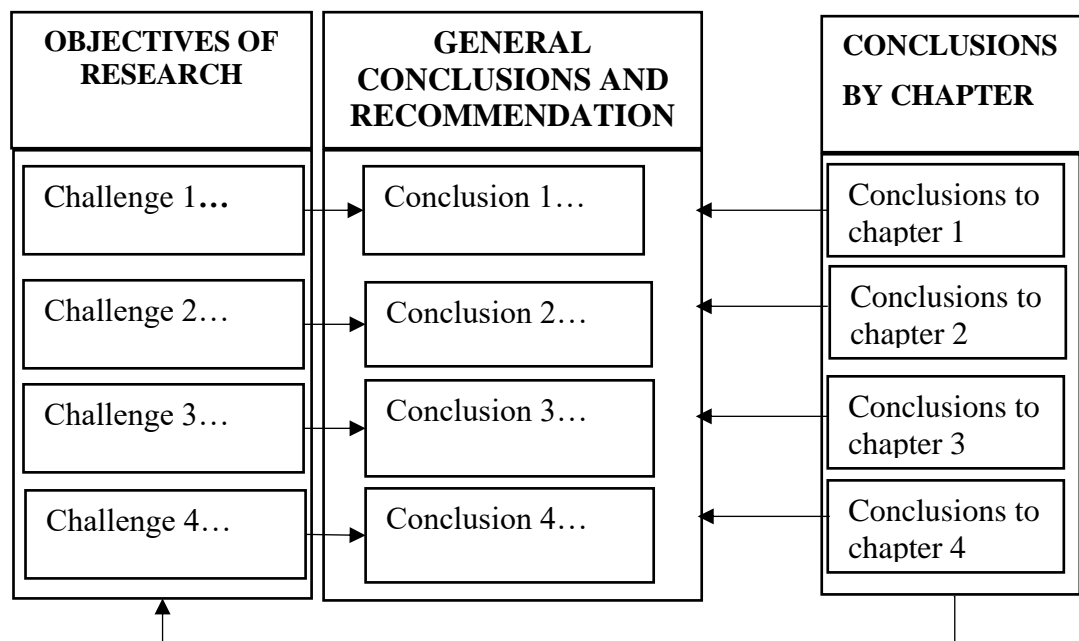 OBJECTIVES OF
RESEARCH
GENERAL
CONCLUSIONS AND
RECOMMENDATION
CONCLUSIONS
BY CHAPTER
Challenge 1…
Conclusion 1…
Conclusions to
chapter 1
Challenge 2…
Conclusion 2…
Conclusions to
chapter 2
Challenge 3…
Conclusion 3…
Conclusions to
chapter 3
Challenge 4…
Conclusion 4…
Conclusions to
chapter 4